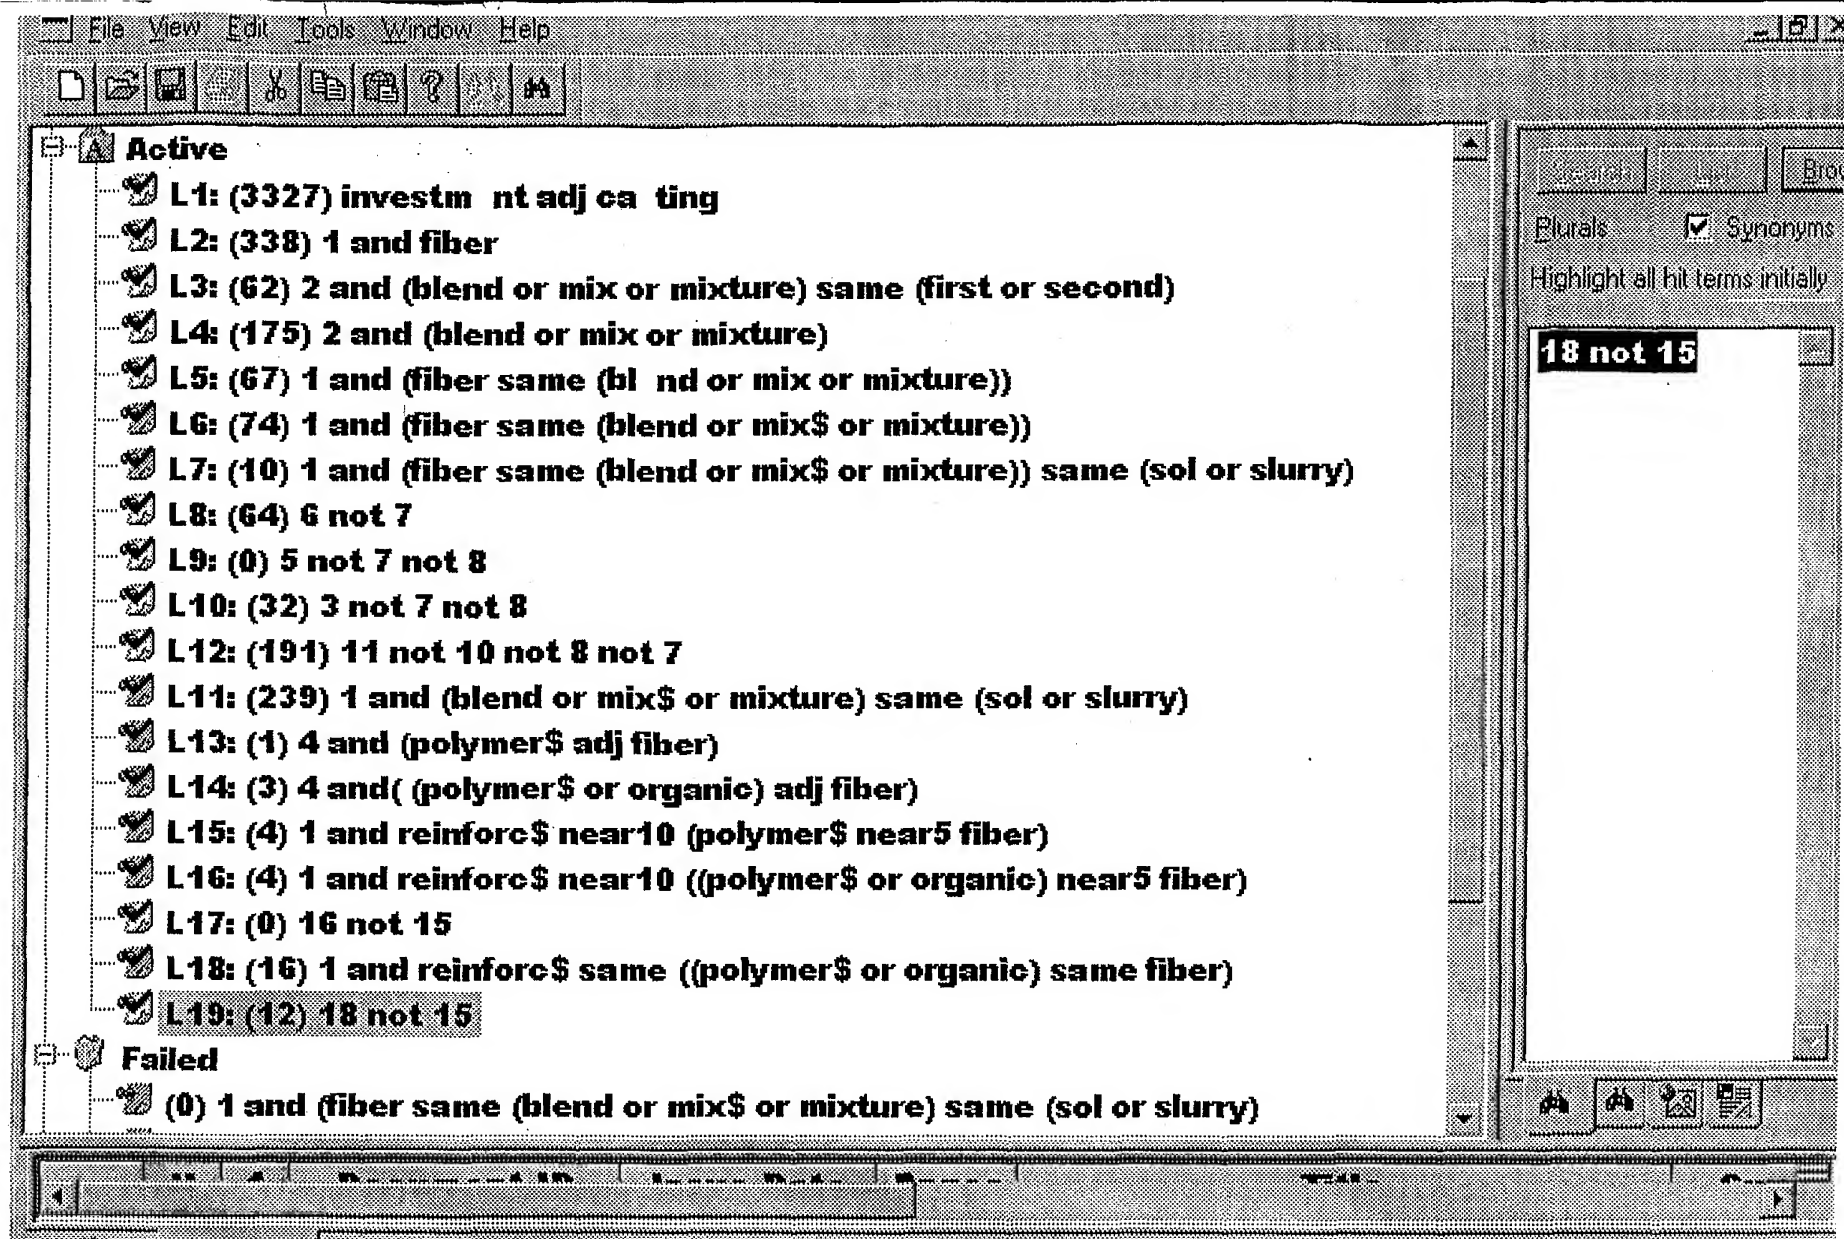 File View Edit Tools Window Help
Active
L1: (3327) investm nt adj ca ting
L2: (338) 1 and fiber
L3: (62) 2 and (blend or mix or mixture) same (first or second)
L4: (175) 2 and (blend or mix or mixture)
L5: (67) 1 and (fiber same (bl nd or mix or mixture))
L6: (74) 1 and (fiber same (blend or mix$ or mixture))
L7: (10) 1 and (fiber same (blend or mix$ or mixture)) same (sol or slurry)
L8: (64) 6 not 7
L9: (0) 5 not 7 not 8
L10: (32) 3 not 7 not 8
L12: (191) 11 not 10 not 8 not 7
L11: (239) 1 and (blend or mix$ or mixture) same (sol or slurry)
L13: (1) 4 and (polymer$ adj fiber)
L14: (3) 4 and( (polymer$ or organic) adj fiber)
L15: (4) 1 and reinforc$ near10 (polymer$ near5 fiber)
L16: (4) 1 and reinforc$ near10 ((polymer$ or organic) near5 fiber)
L17: (0) 16 not 15
L18: (16) 1 and reinforc$ same ((polymer$ or organic) same fiber)
L19: (12) 18 not 15
Failed
(0) 1 and (fiber same (blend or mix$ or mixture) same (sol or slurry)
Search Brow
Plurals Synonyms
Highlight all hit terms initially
18 not 15